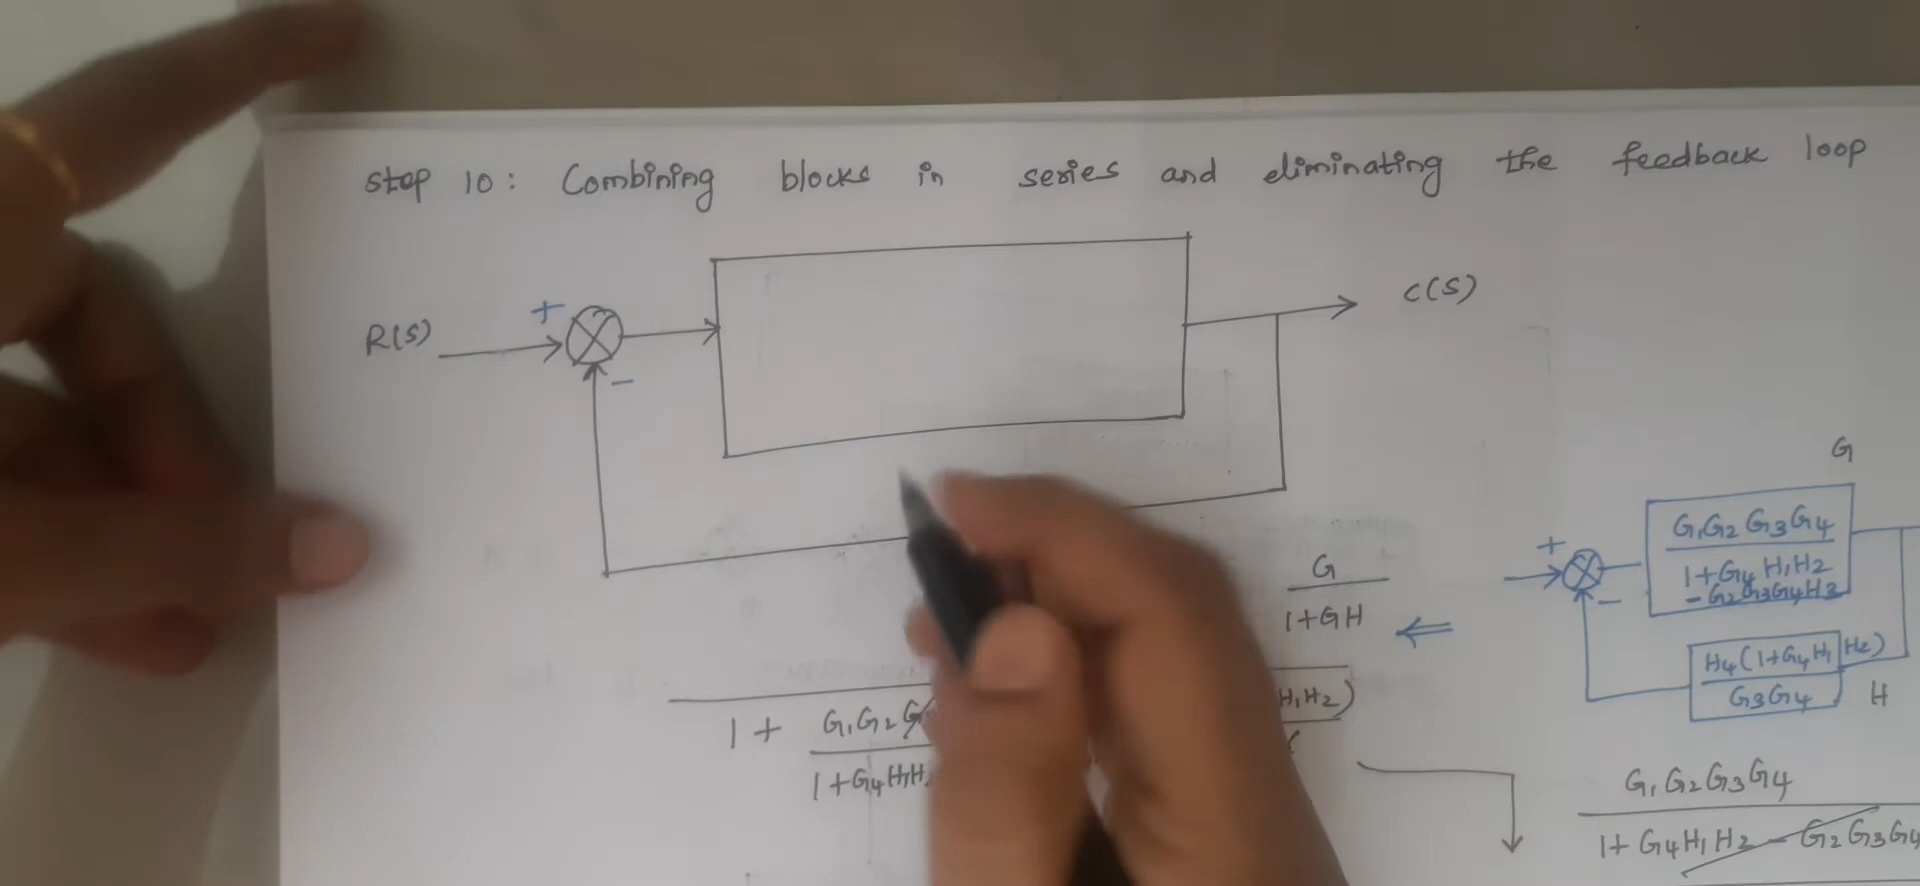 step 10: Combining blocks in series and eliminating the feedback loop
R(S)
+
-
C(S)
G
+
-
G1G2G3G4
1+G4H1H2
-G2G3G4H3
H4(1+G4H1H2)
G3G4
H
G
1+GH
⇐
1+
G1G2G
1+G4H1H
H1H2)
G1G2G3G4
1+G4H1H2-G2G3G4